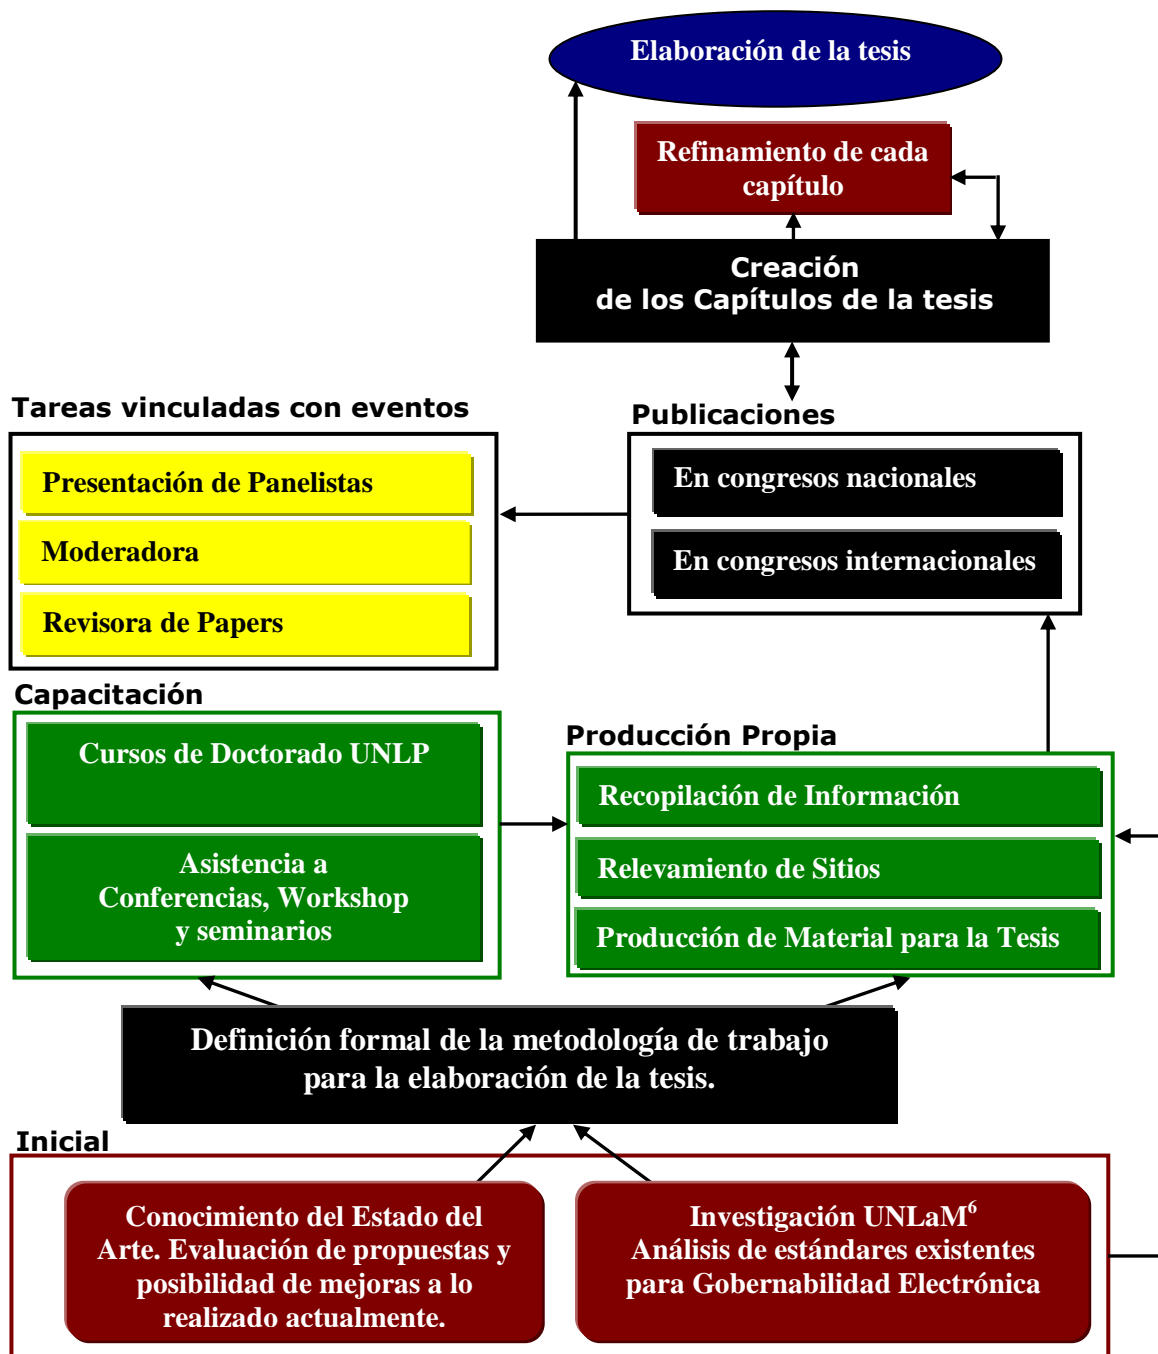 Elaboración de la tesis
Refinamiento de cada
capítulo
Creación
de los Capítulos de la tesis
Tareas vinculadas con eventos
Presentación de Panelistas
Moderadora
Revisora de Papers
Publicaciones
En congresos nacionales
En congresos internacionales
Capacitación
Cursos de Doctorado UNLP
Asistencia a
Conferencias, Workshop
y seminarios
Producción Propia
Recopilación de Información
Relevamiento de Sitios
Producción de Material para la Tesis
Definición formal de la metodología de trabajo
para la elaboración de la tesis.
Inicial
Conocimiento del Estado del
Arte. Evaluación de propuestas y
posibilidad de mejoras a lo
realizado actualmente.
Investigación UNLaM⁶
Análisis de estándares existentes
para Gobernabilidad Electrónica